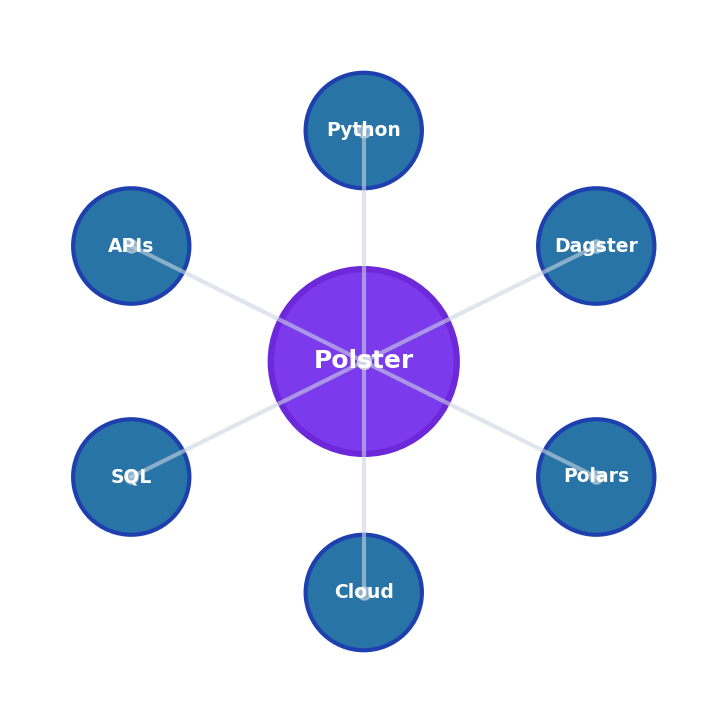 Python
APIs
Dagster
Polster
SQL
Polars
Cloud